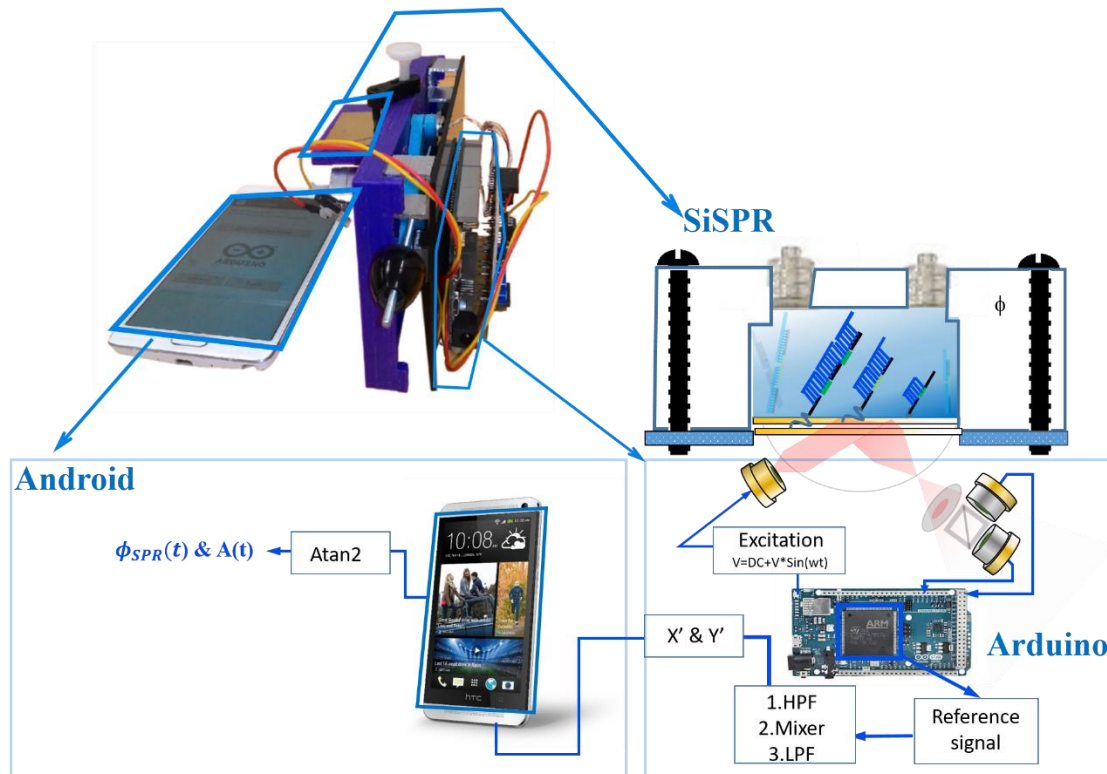 ARDUINO
SiSPR
ϕ
Android
ϕSPR(t) & A(t)
Atan2
10:08
htc
Excitation
V=DC+V*Sin(wt)
X’ & Y’
ARM
Arduino
1.HPF
2.Mixer
3.LPF
Reference
signal